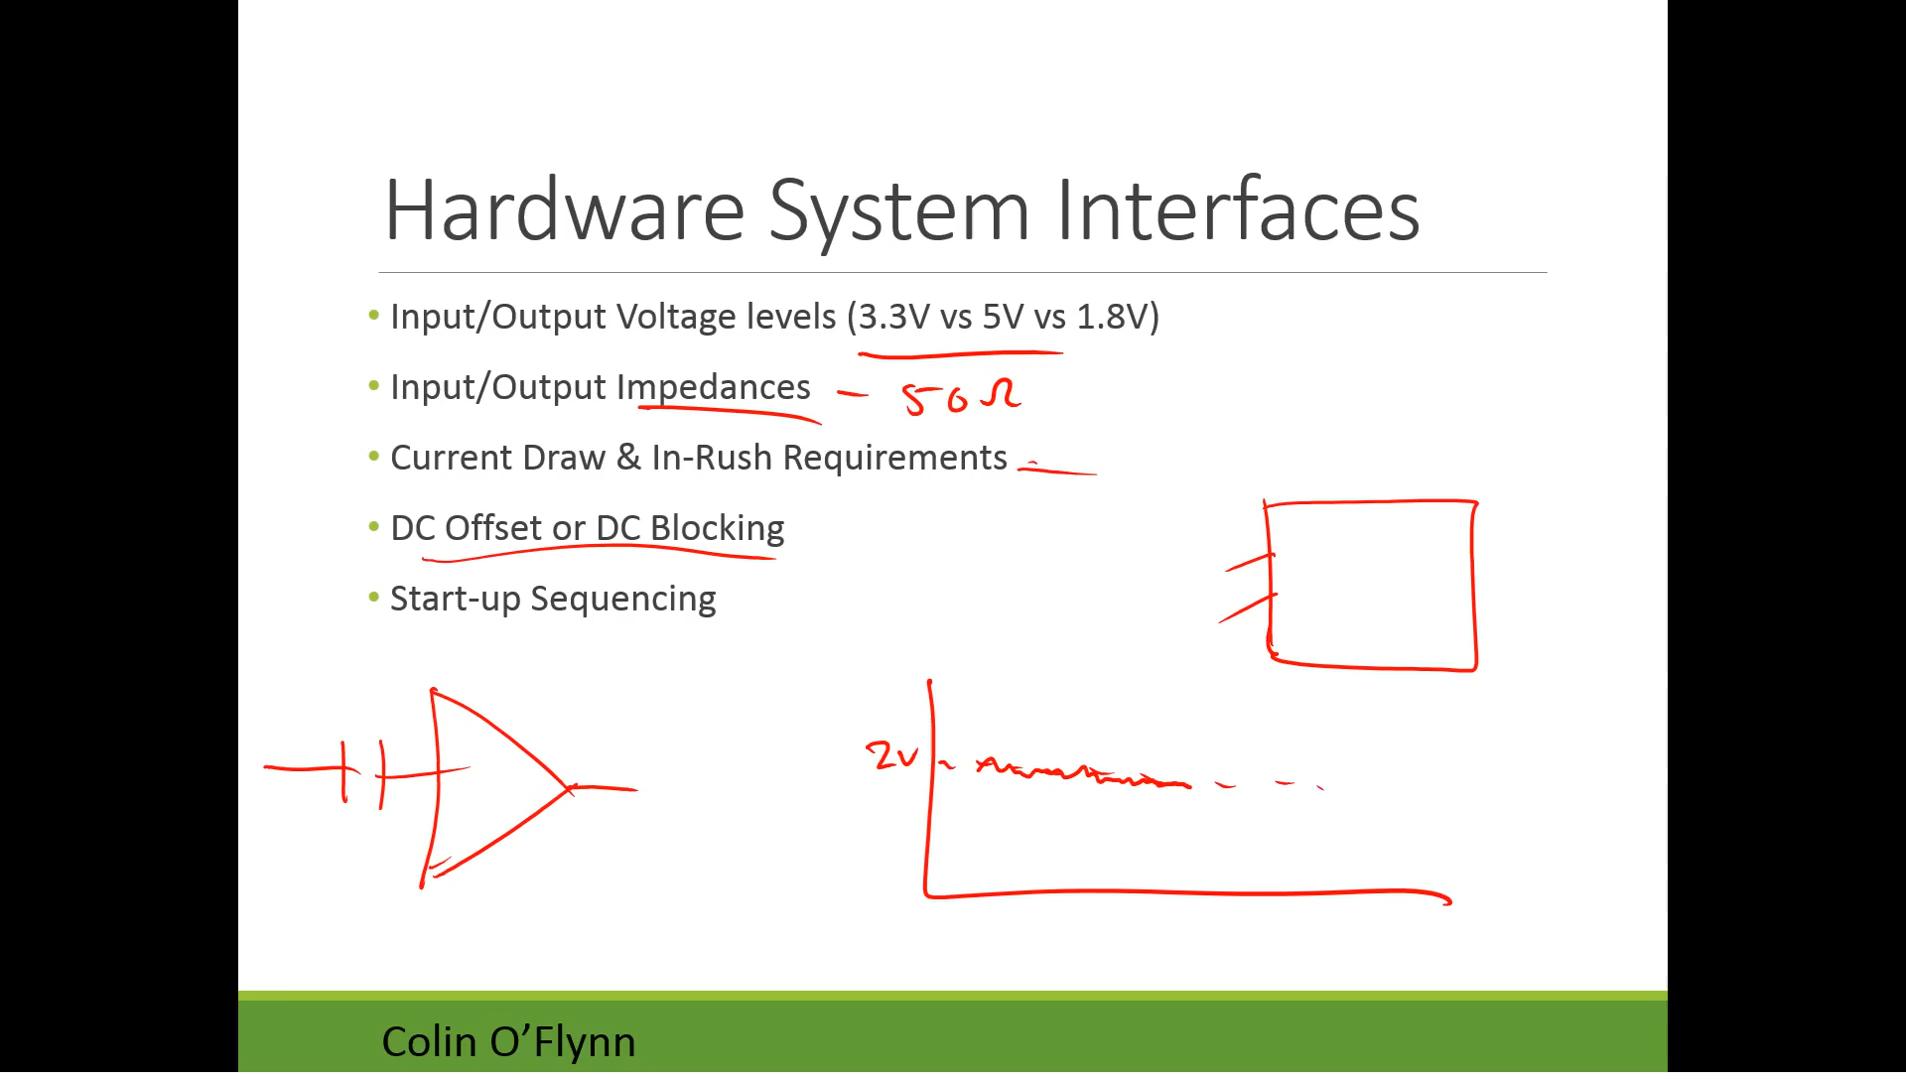 Hardware System Interfaces
• Input/Output Voltage levels (3.3V vs 5V vs 1.8V)
• Input/Output Impedances – 50Ω
• Current Draw & In-Rush Requirements
• DC Offset or DC Blocking
• Start-up Sequencing
2v
Colin O’Flynn